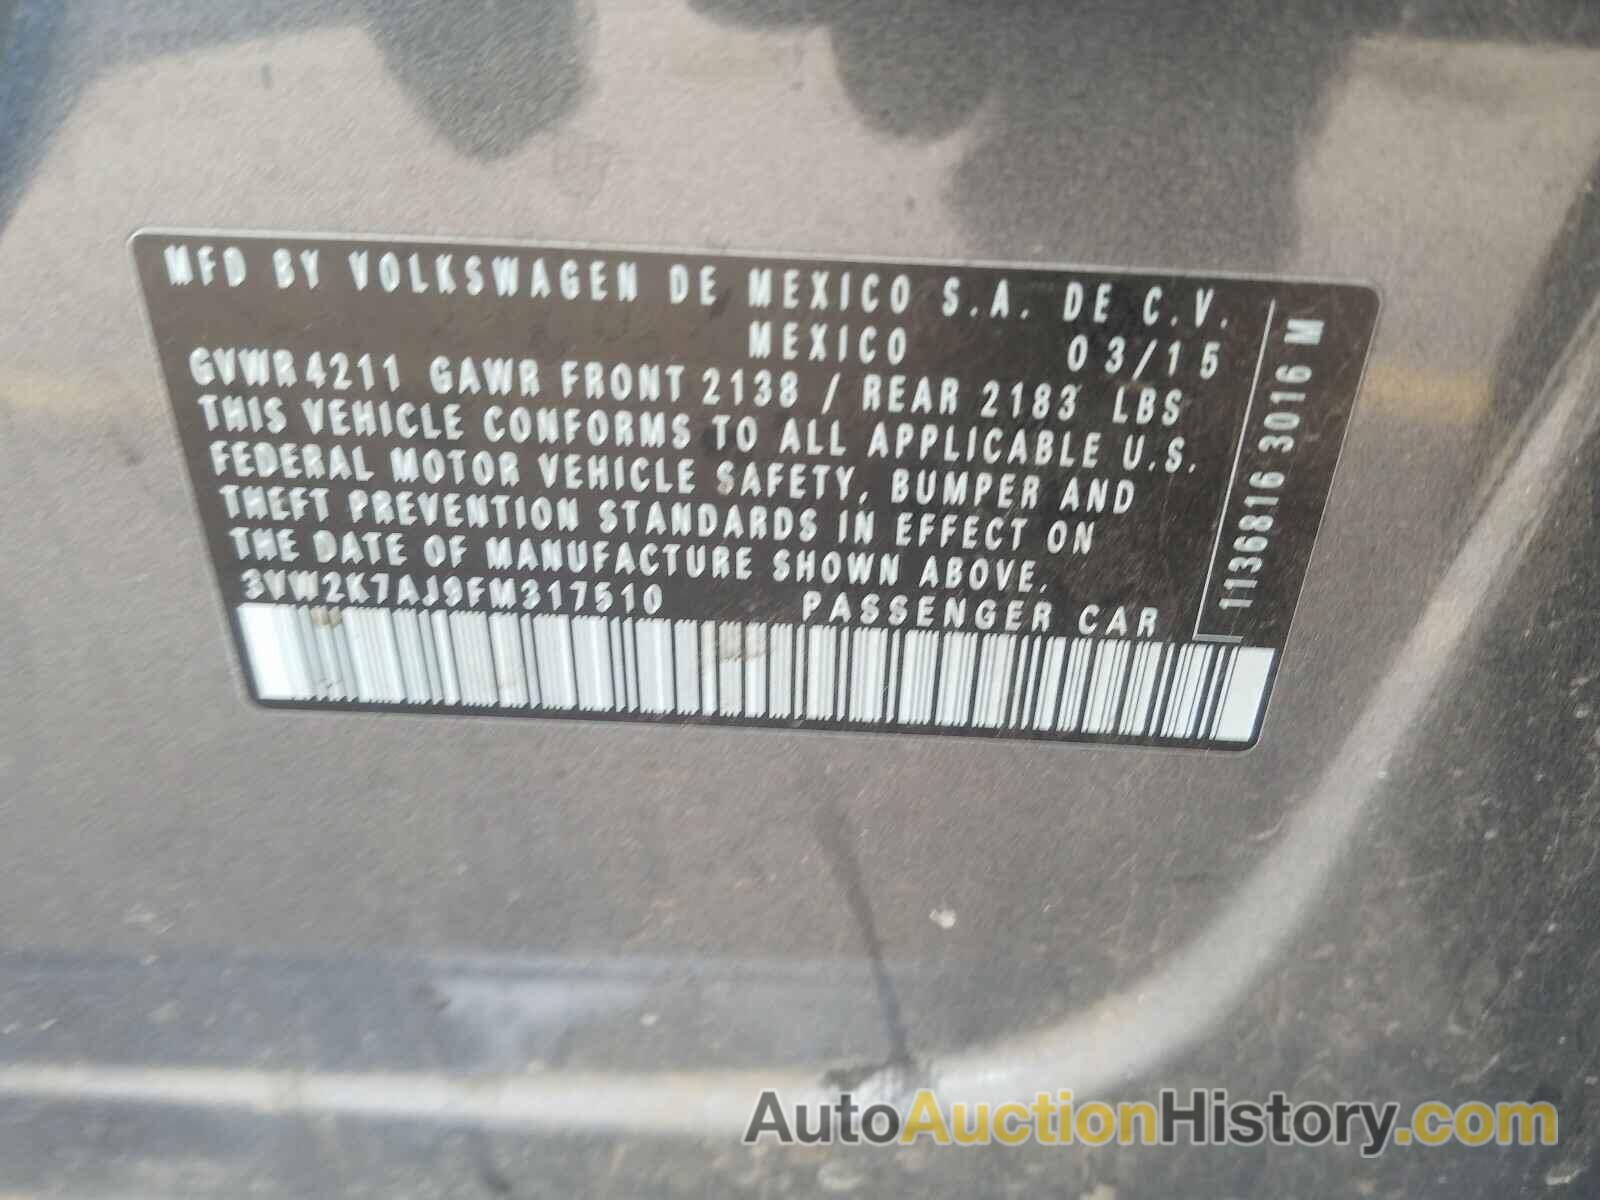 MFD BY VOLKSWAGEN DE MEXICO S.A. DE C.V.
MEXICO 03/15
GVWR 4211 GAWR FRONT 2138 / REAR 2183 LBS
THIS VEHICLE CONFORMS TO ALL APPLICABLE U.S.
FEDERAL MOTOR VEHICLE SAFETY, BUMPER AND
THEFT PREVENTION STANDARDS IN EFFECT ON
THE DATE OF MANUFACTURE SHOWN ABOVE.
3VW2K7AJ9FM317510 PASSENGER CAR
1136816 3016 M
AutoAuctionHistory.com